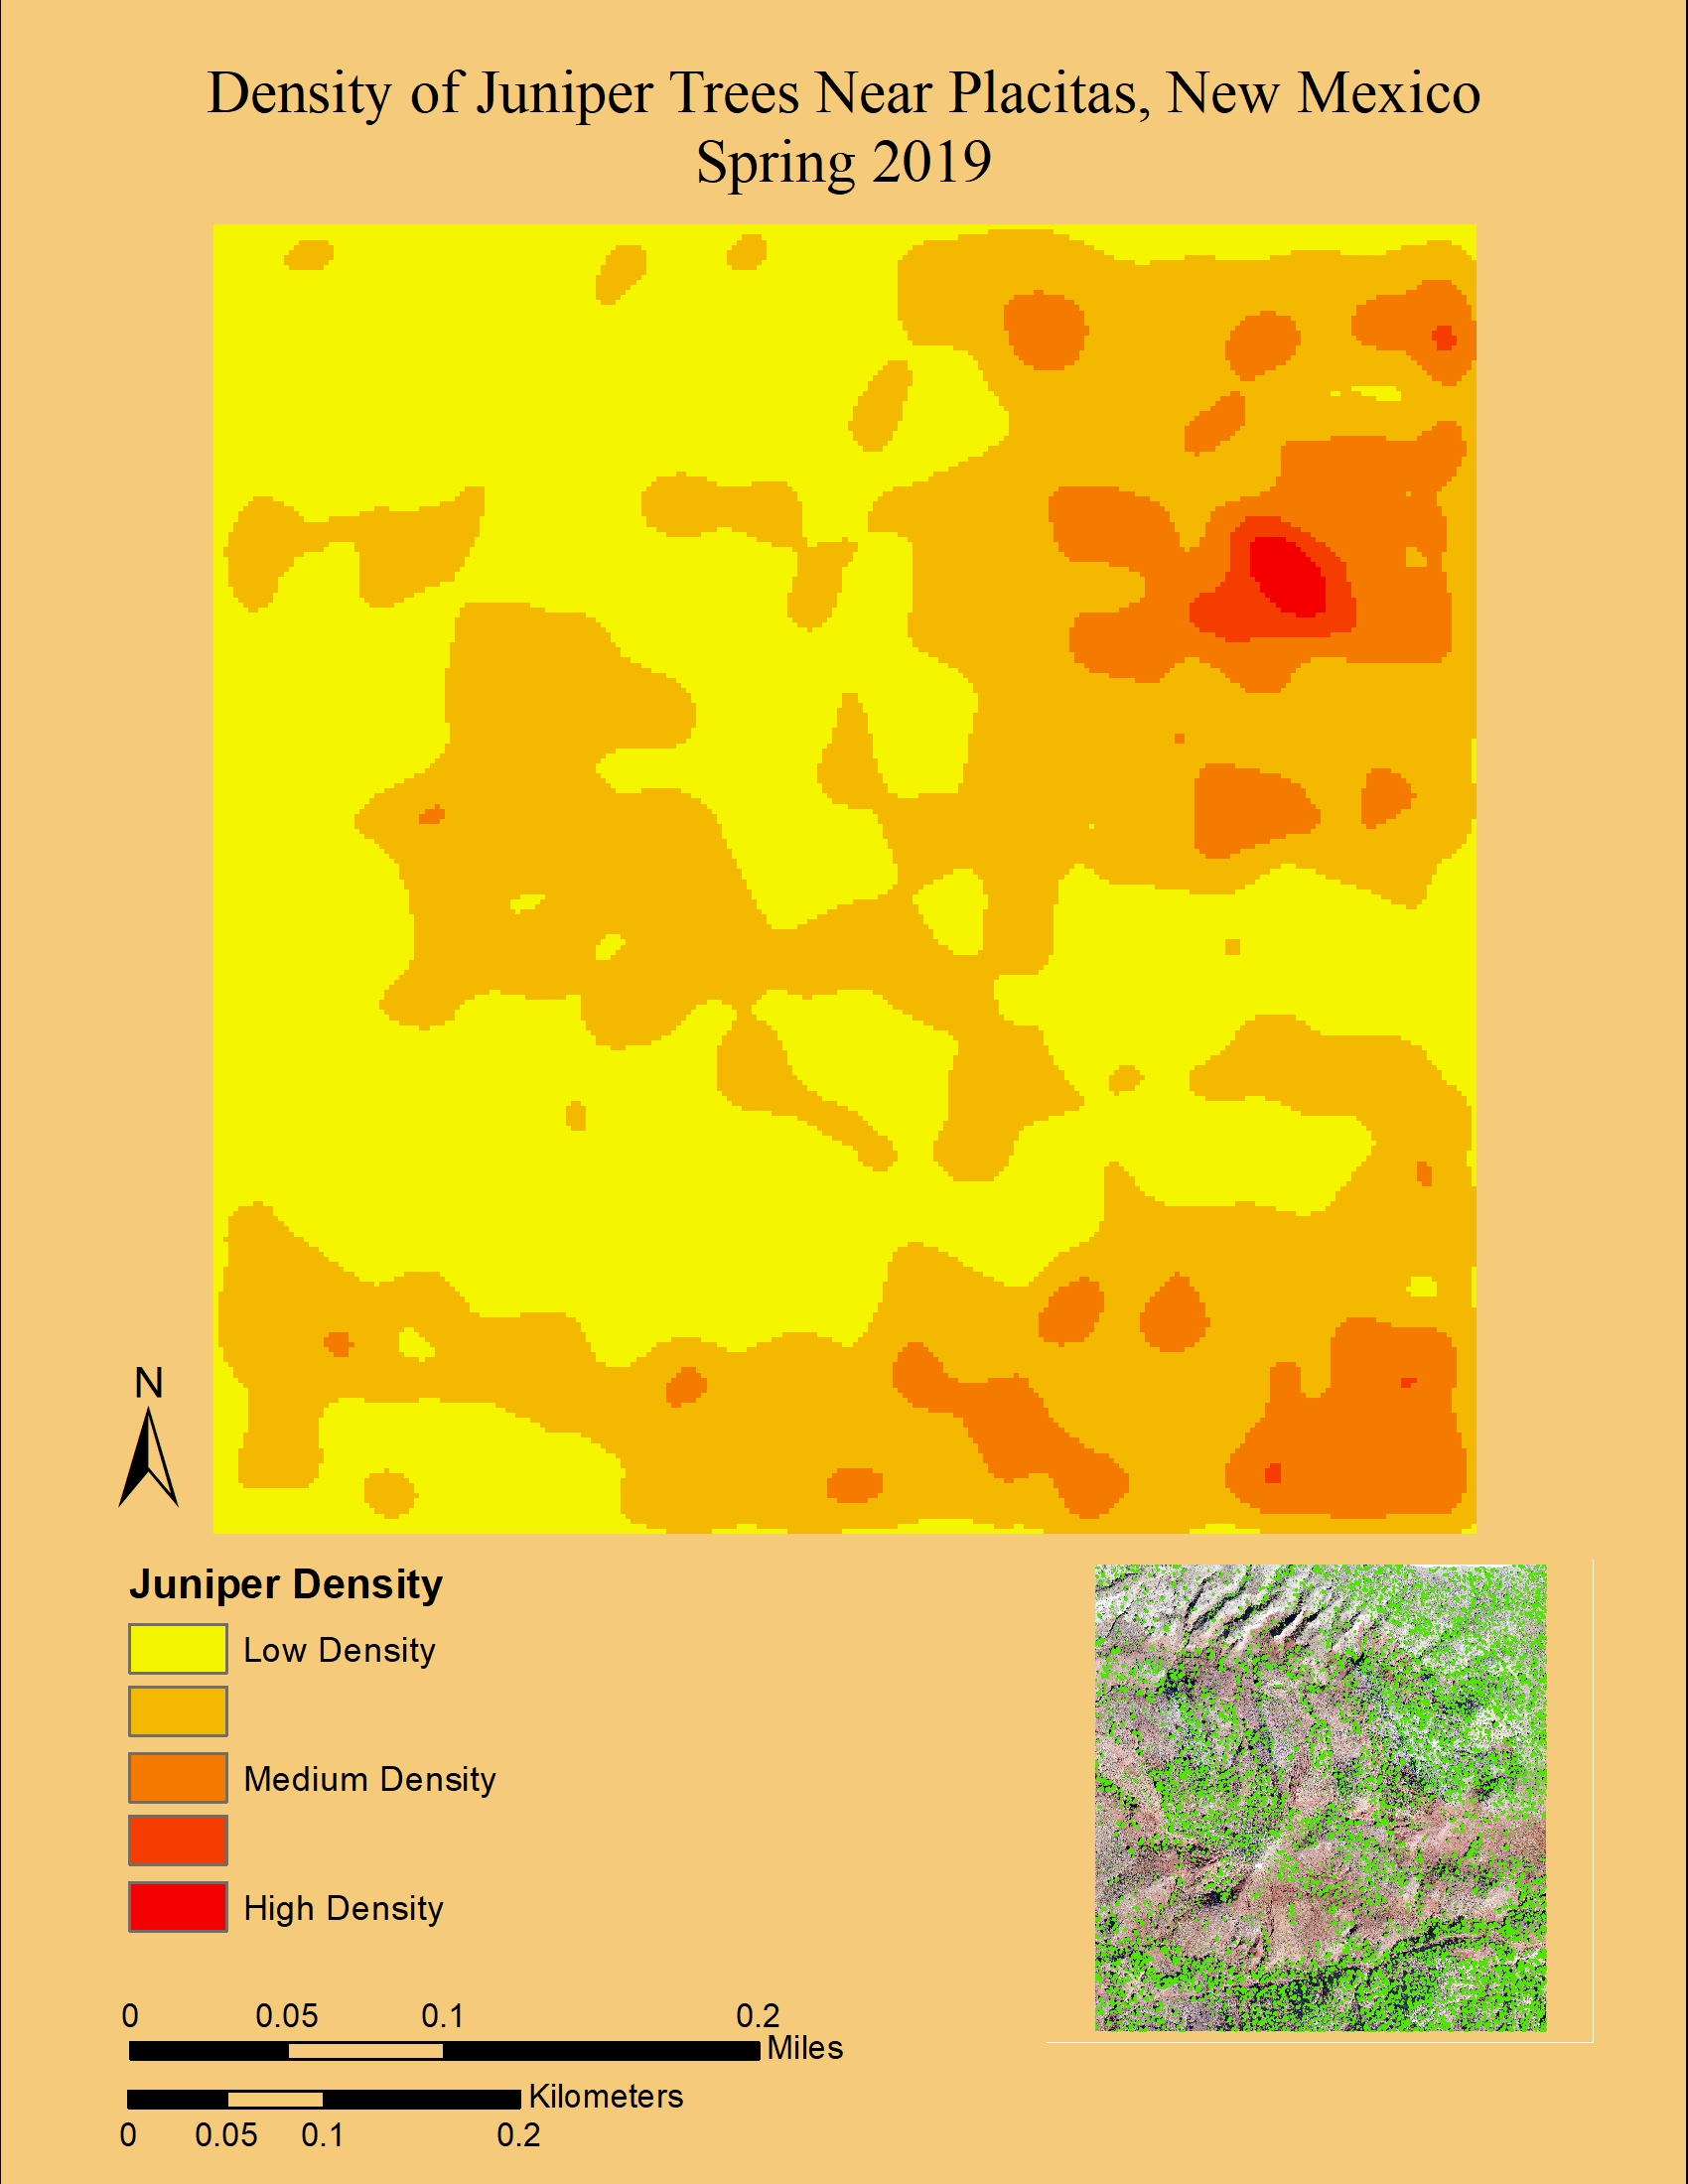 Density of Juniper Trees Near Placitas, New Mexico
Spring 2019
N
Juniper Density
Low Density
Medium Density
High Density
0 0.05 0.1 0.2
Miles
Kilometers
0 0.05 0.1 0.2